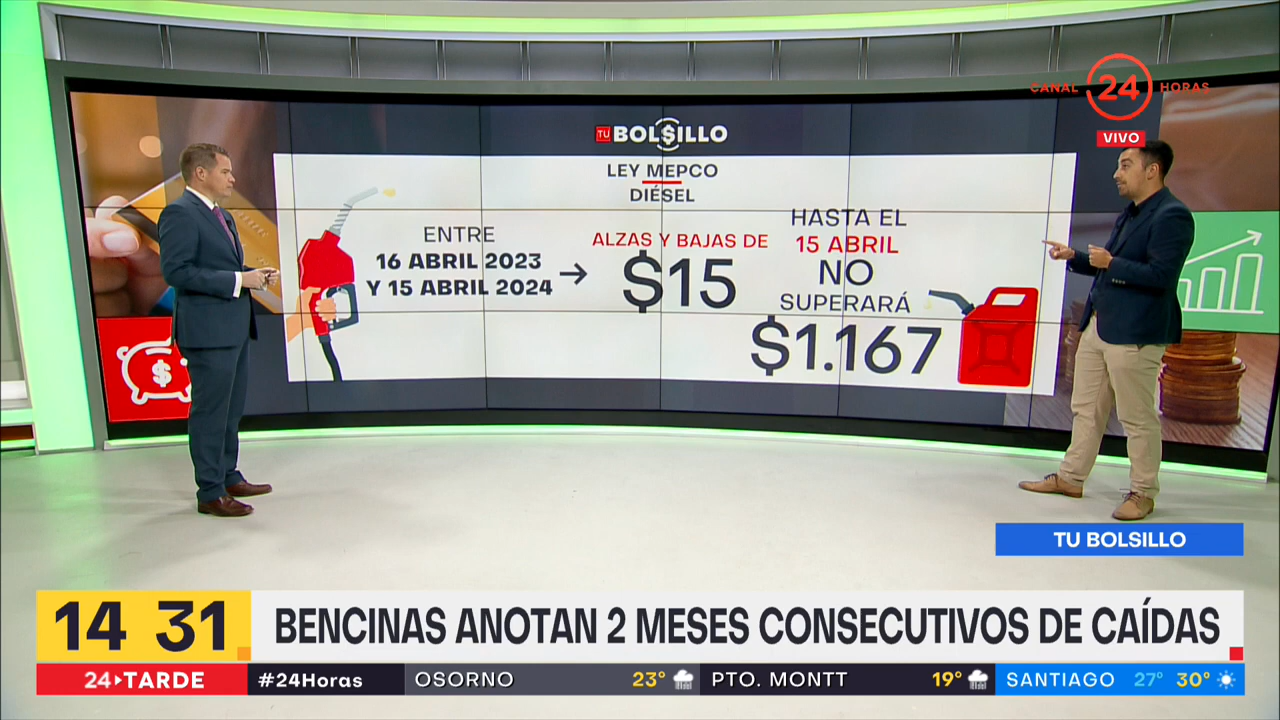 CANAL 24 HORAS
VIVO
TU BOLSILLO
LEY MEPCO
DIÉSEL
ENTRE
16 ABRIL 2023
Y 15 ABRIL 2024
ALZAS Y BAJAS DE
$15
HASTA EL
15 ABRIL
NO
SUPERARÁ
$1.167
$
TU BOLSILLO
14 31
BENCINAS ANOTAN 2 MESES CONSECUTIVOS DE CAÍDAS
24 TARDE
#24Horas
OSORNO 23°
PTO. MONTT 19°
SANTIAGO 27° 30°